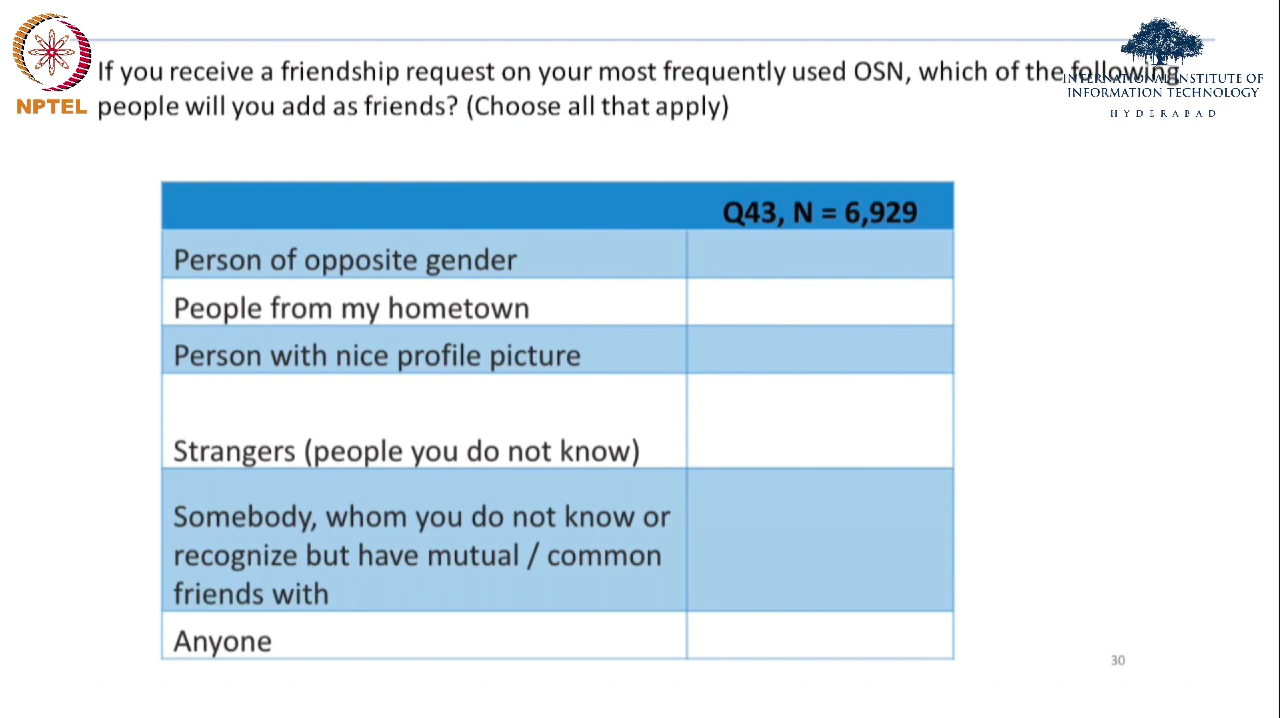 If you receive a friendship request on your most frequently used OSN, which of the following
people will you add as friends? (Choose all that apply)
NPTEL
INTERNATIONAL INSTITUTE OF
INFORMATION TECHNOLOGY
HYDERABAD
Q43, N = 6,929
Person of opposite gender
People from my hometown
Person with nice profile picture
Strangers (people you do not know)
Somebody, whom you do not know or
recognize but have mutual / common
friends with
Anyone
30